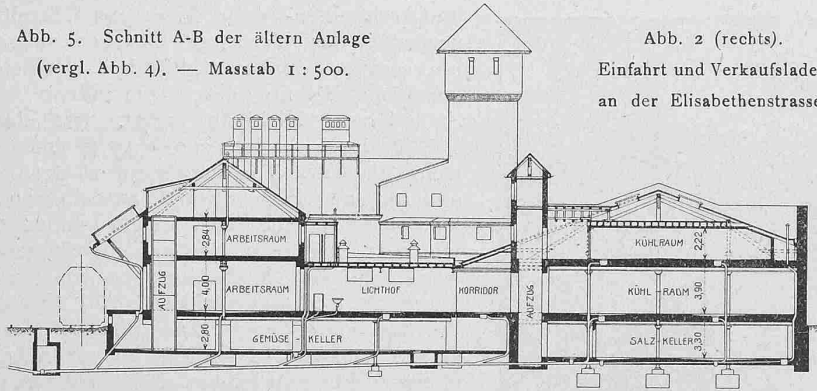 Abb. 5. Schnitt A-B der ältern Anlage
(vergl. Abb. 4). — Masstab 1 : 500.
Abb. 2 (rechts).
Einfahrt und Verkaufslade
an der Elisabethenstrasse
2,84
ARBEITSRAUM
KÜHLRAUM
2,22
AUFZUG
4,00
ARBEITSRAUM
LICHTHOF
KORRIDOR
AUFZUG
KÜHL-RAUM
3,90
2,80
GEMÜSE-KELLER
SALZ-KELLER
3,30